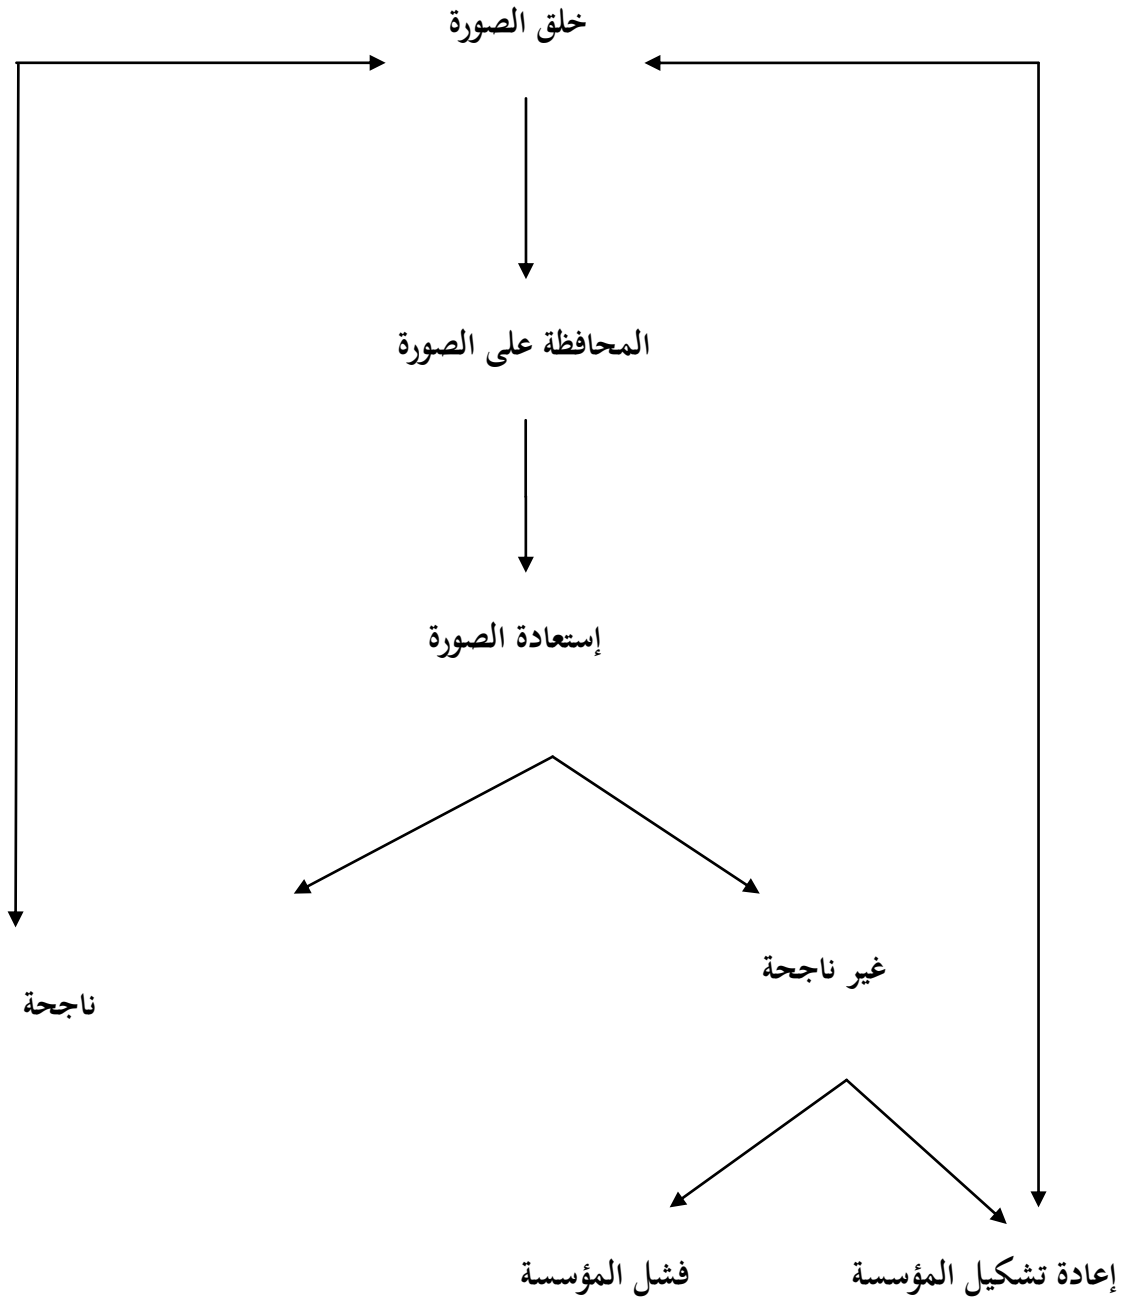 خلق الصورة
المحافظة على الصورة
إستعادة الصورة
غير ناجحة
ناجحة
إعادة تشكيل المؤسسة
فشل المؤسسة